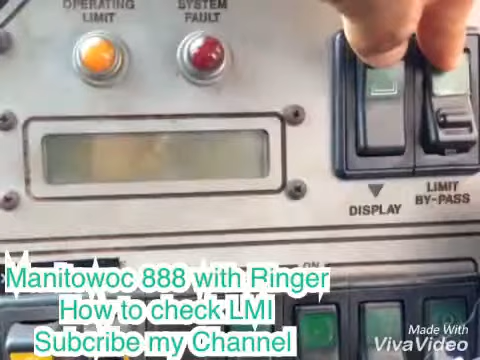 OPERATING
LIMIT
SYSTEM
FAULT
DISPLAY
LIMIT
BY-PASS
ON
Manitowoc 888 with Ringer
How to check LMI
Subcribe my Channel
Made With
VivaVideo